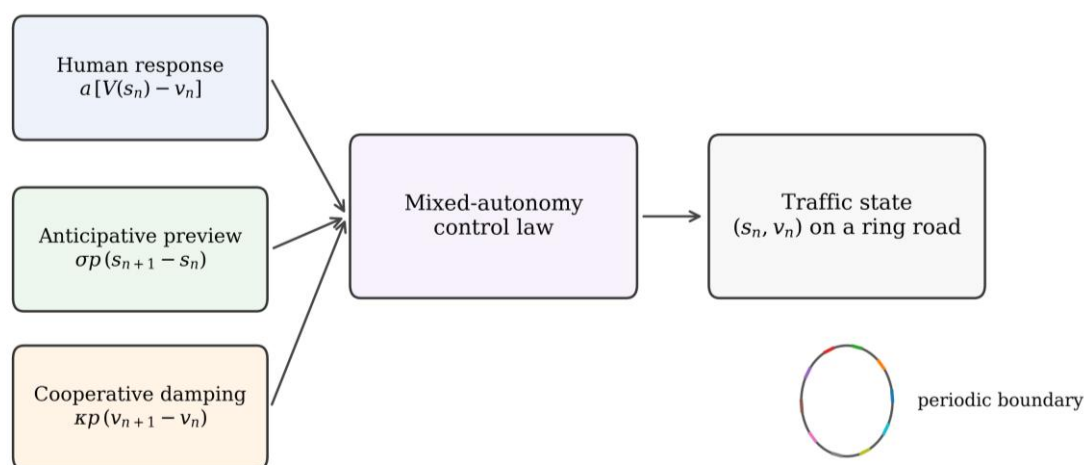 Human response
a[V(sₙ) − vₙ]
Anticipative preview
σp(sₙ₊₁ − sₙ)
Cooperative damping
κp(vₙ₊₁ − vₙ)
Mixed-autonomy
control law
Traffic state
(sₙ, vₙ) on a ring road
periodic boundary